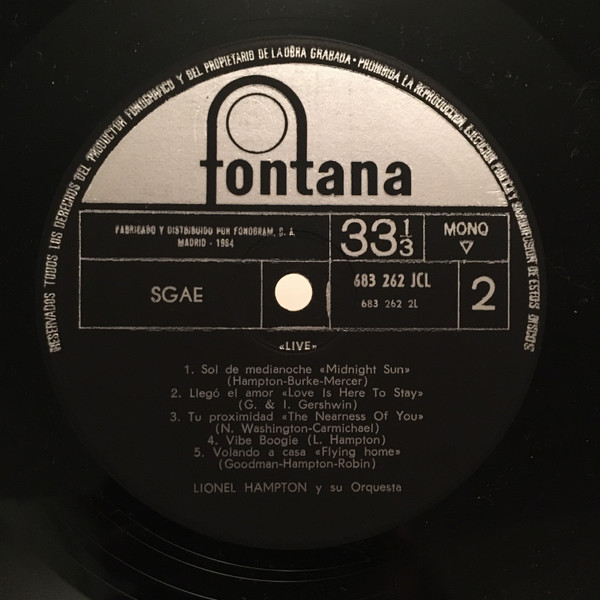 RESERVADOS TODOS LOS DERECHOS DEL PRODUCTOR FONOGRAFICO Y DEL PROPIETARIO DE LA OBRA GRABADA · PROHIBIDA LA REPRODUCCION, EJECUCION PUBLICA Y RADIODIFUSION DE ESTOS DISCOS
fontana
FABRICADO Y DISTRIBUIDO POR FONOGRAM, S. A.
MADRID - 1964
33 1/3
MONO
SGAE
683 262 JCL
683 262 2L
2
«LIVE»
1. Sol de medianoche «Midnight Sun»
(Hampton-Burke-Mercer)
2. Llegó el amor «Love Is Here To Stay»
(G. & I. Gershwin)
3. Tu proximidad «The Nearness Of You»
(N. Washington-Carmichael)
4. Vibe Boogie (L. Hampton)
5. Volando a casa «Flying home»
(Goodman-Hampton-Robin)
LIONEL HAMPTON y su Orquesta